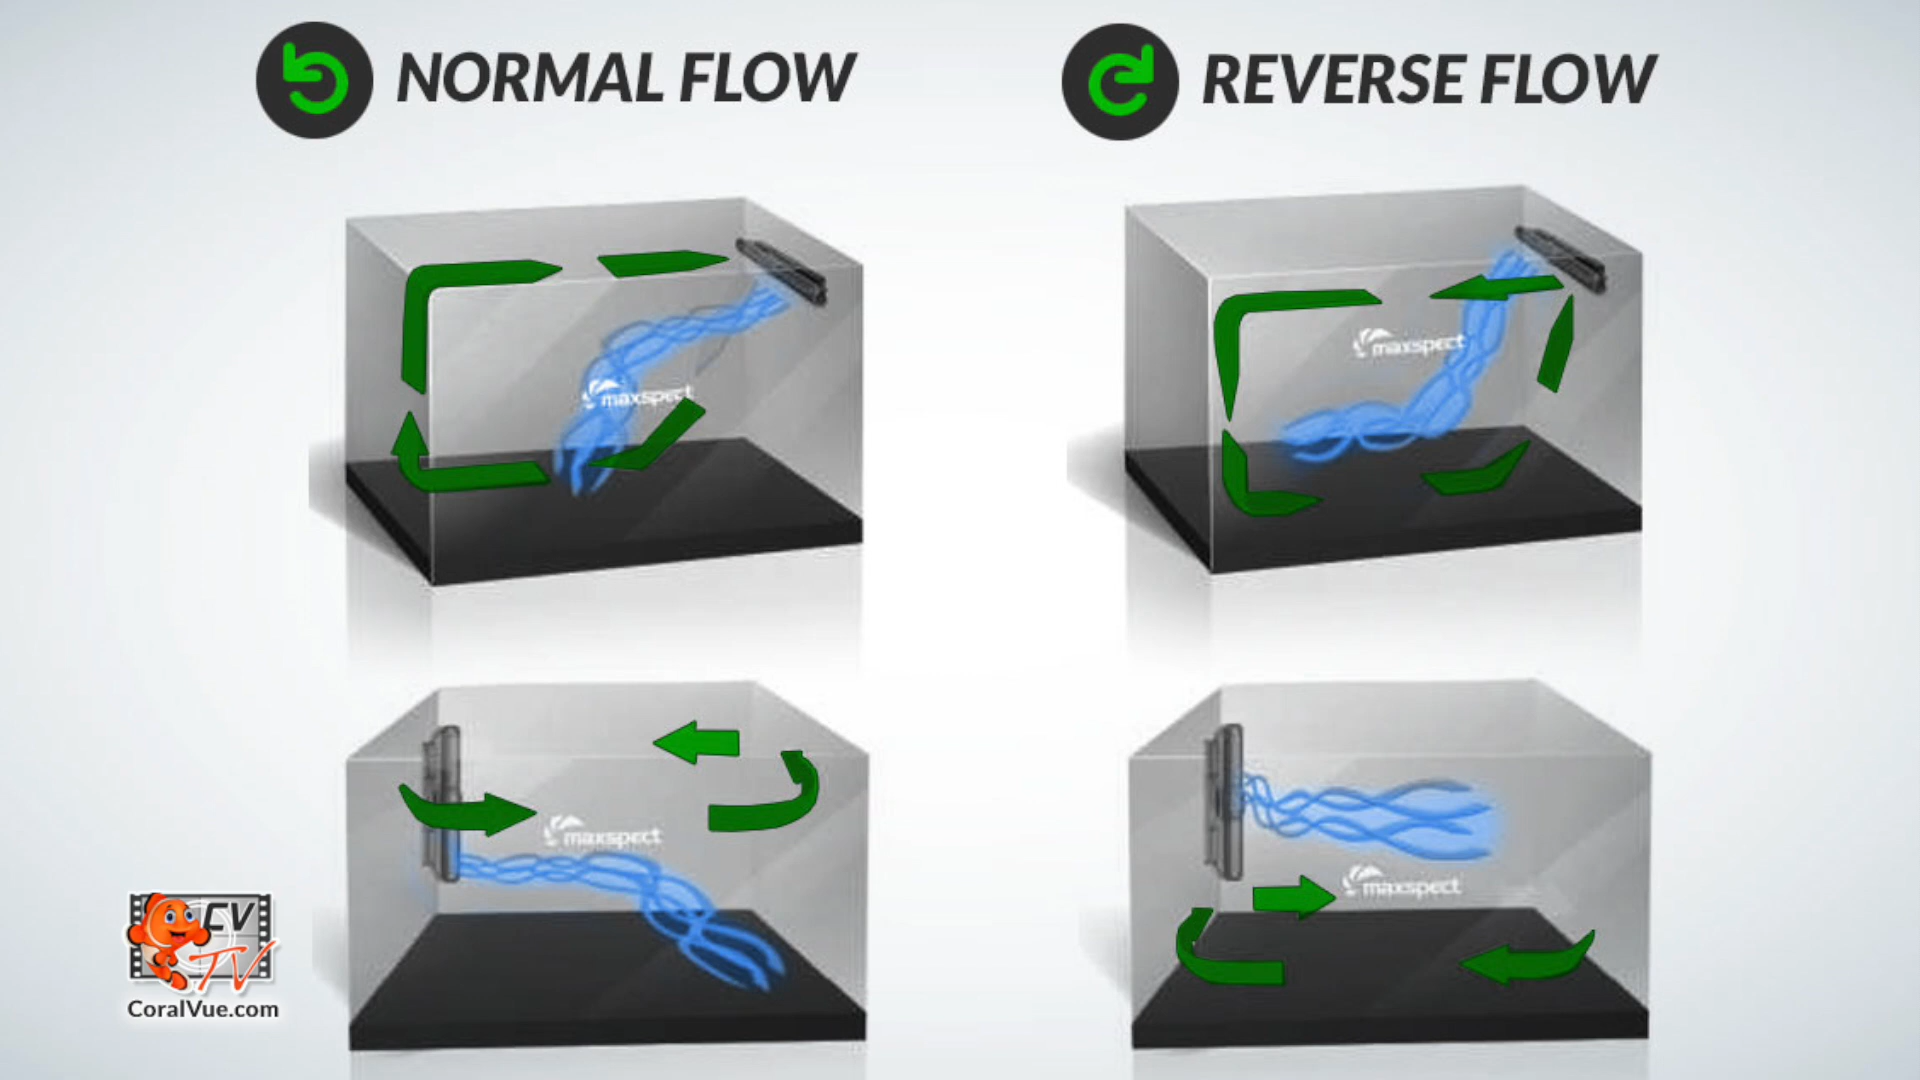 NORMAL FLOW
REVERSE FLOW
maxspect
maxspect
maxspect
maxspect
CV
TV
CoralVue.com